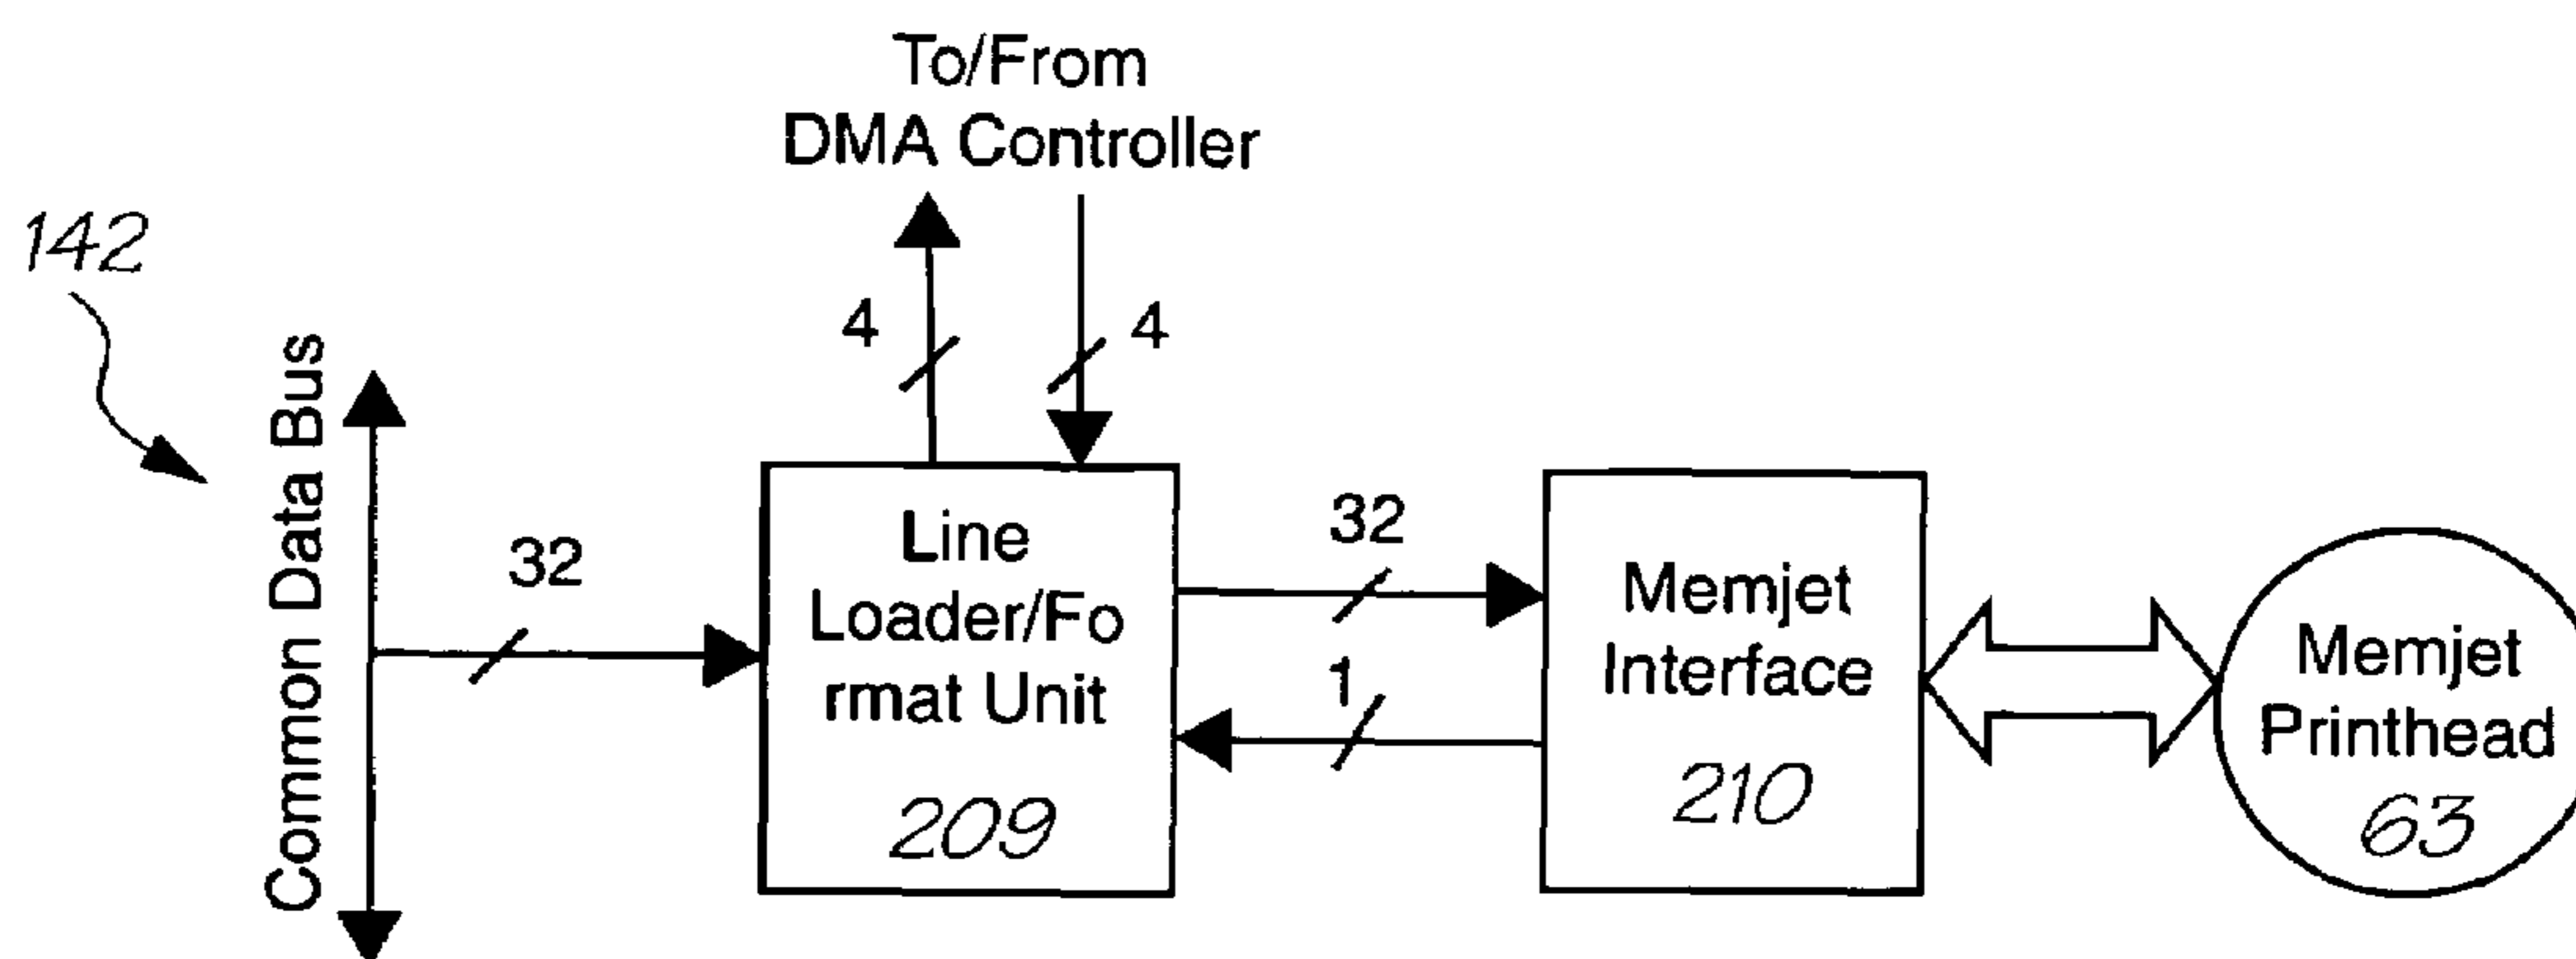 To/From
DMA Controller
142
4
4
Common Data Bus
32
Line
Loader/Fo
rmat Unit
209
32
1
Memjet
Interface
210
Memjet
Printhead
63